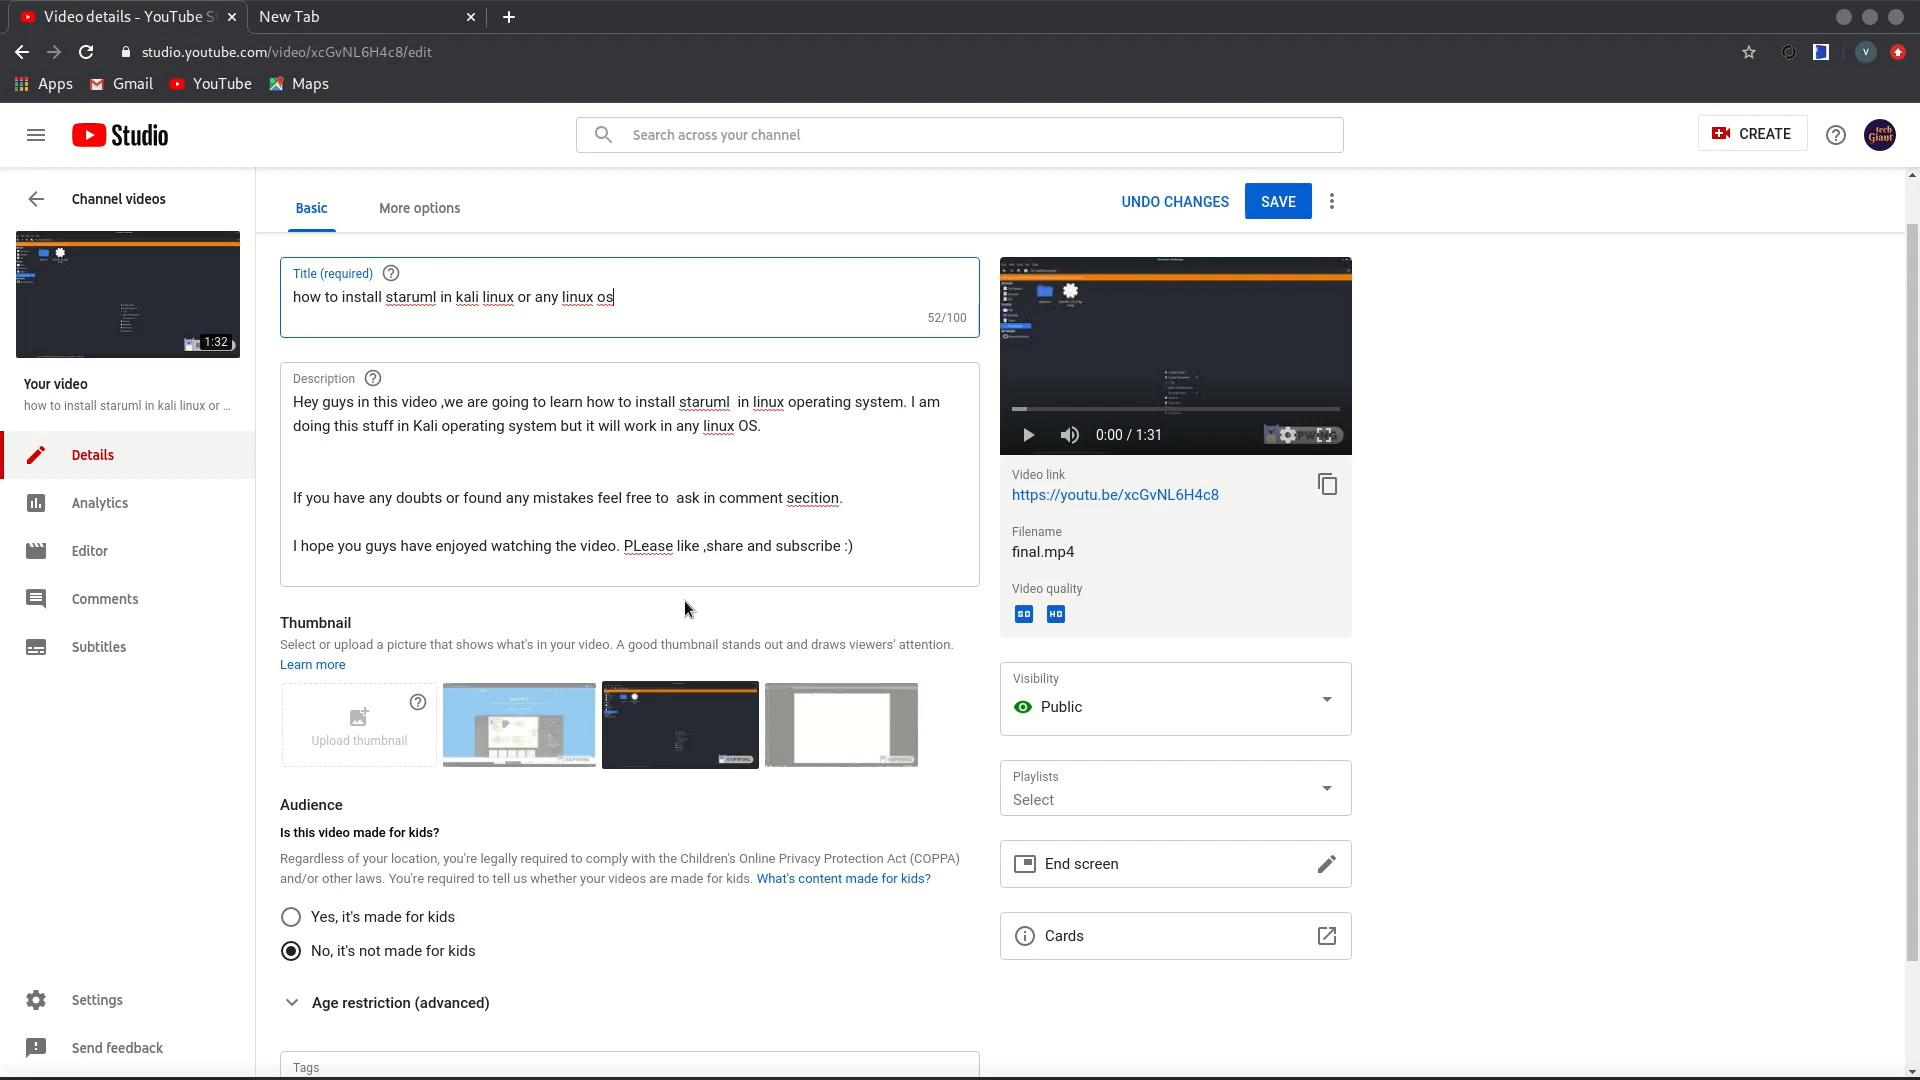 Video details - YouTube S
New Tab
studio.youtube.com/video/xcGvNL6H4c8/edit
V
Apps
Gmail
YouTube
Maps
Studio
Search across your channel
CREATE
tech
Giant
Channel videos
Basic
More options
UNDO CHANGES
SAVE
Title (required)
how to install staruml in kali linux or any linux os
52/100
1:32
Your video
how to install staruml in kali linux or ...
Description
Hey guys in this video ,we are going to learn how to install staruml  in linux operating system. I am
doing this stuff in Kali operating system but it will work in any linux OS.
If you have any doubts or found any mistakes feel free to  ask in comment secition.
I hope you guys have enjoyed watching the video. PLease like ,share and subscribe :)
0:00 / 1:31
Video link
https://youtu.be/xcGvNL6H4c8
Filename
final.mp4
Video quality
SD
HD
Details
Analytics
Editor
Comments
Subtitles
Thumbnail
Select or upload a picture that shows what's in your video. A good thumbnail stands out and draws viewers' attention.
Learn more
Upload thumbnail
KAPWING
Visibility
Public
Playlists
Select
End screen
Cards
Audience
Is this video made for kids?
Regardless of your location, you're legally required to comply with the Children's Online Privacy Protection Act (COPPA)
and/or other laws. You're required to tell us whether your videos are made for kids. What's content made for kids?
Yes, it's made for kids
No, it's not made for kids
Age restriction (advanced)
Tags
Settings
Send feedback